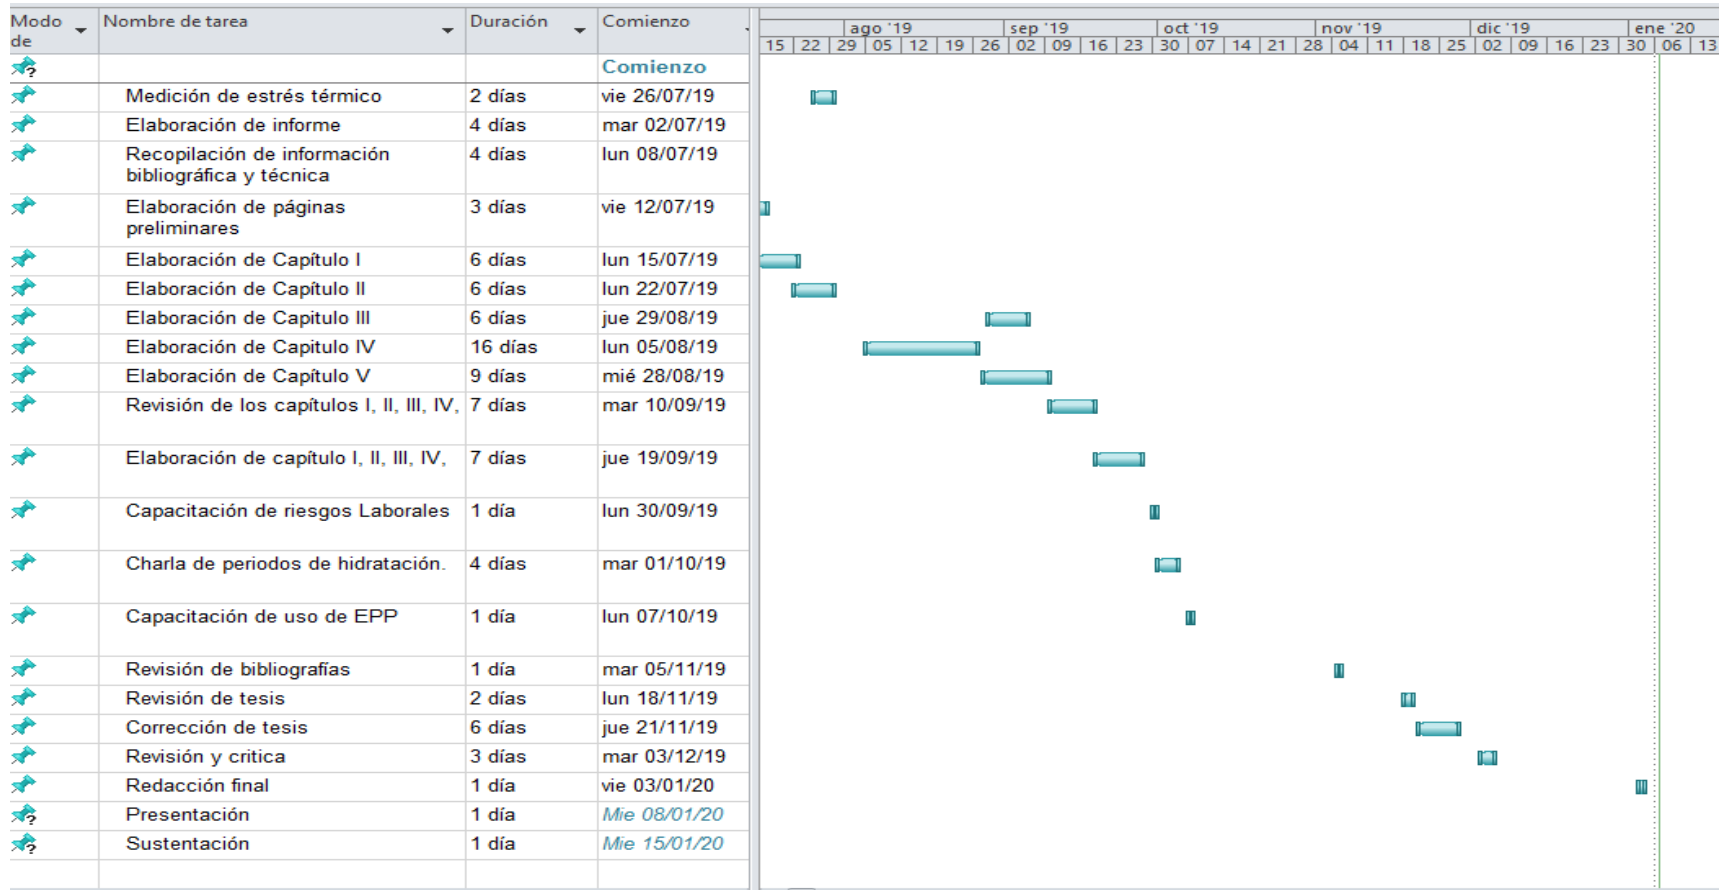 Modo de Nombre de tarea Duración Comienzo
ago '19 sep '19 oct '19 nov '19 dic '19 ene '20
15 22 29 05 12 19 26 02 09 16 23 30 07 14 21 28 04 11 18 25 02 09 16 23 30 06 13
Comienzo
Medición de estrés térmico 2 días vie 26/07/19
Elaboración de informe 4 días mar 02/07/19
Recopilación de información 4 días lun 08/07/19
bibliográfica y técnica
Elaboración de páginas 3 días vie 12/07/19
preliminares
Elaboración de Capítulo I 6 días lun 15/07/19
Elaboración de Capítulo II 6 días lun 22/07/19
Elaboración de Capitulo III 6 días jue 29/08/19
Elaboración de Capitulo IV 16 días lun 05/08/19
Elaboración de Capítulo V 9 días mié 28/08/19
Revisión de los capítulos I, II, III, IV, 7 días mar 10/09/19
Elaboración de capítulo I, II, III, IV, 7 días jue 19/09/19
Capacitación de riesgos Laborales 1 día lun 30/09/19
Charla de periodos de hidratación. 4 días mar 01/10/19
Capacitación de uso de EPP 1 día lun 07/10/19
Revisión de bibliografías 1 día mar 05/11/19
Revisión de tesis 2 días lun 18/11/19
Corrección de tesis 6 días jue 21/11/19
Revisión y critica 3 días mar 03/12/19
Redacción final 1 día vie 03/01/20
Presentación 1 día Mie 08/01/20
Sustentación 1 día Mie 15/01/20